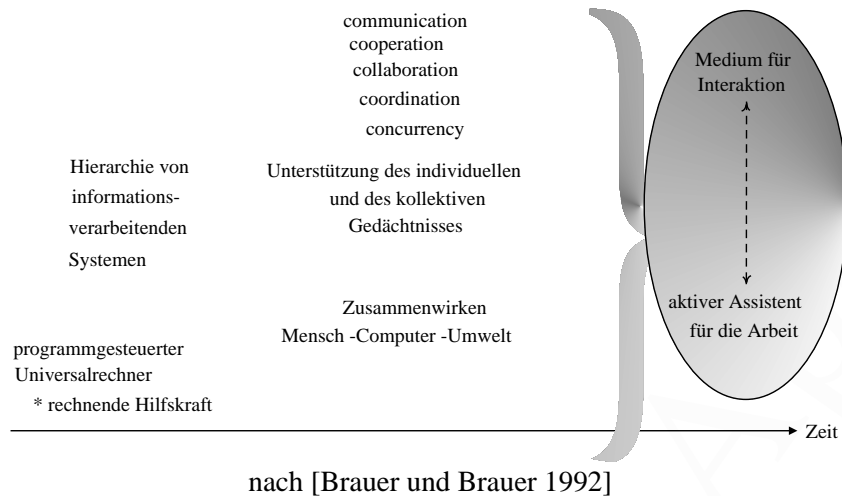 communication
cooperation
collaboration
coordination
concurrency
Hierarchie von
informations-
verarbeitenden
Systemen
Unterstützung des individuellen
und des kollektiven
Gedächtnisses
Zusammenwirken
Mensch -Computer -Umwelt
programmgesteuerter
Universalrechner
* rechnende Hilfskraft
Medium für
Interaktion
aktiver Assistent
für die Arbeit
Zeit
nach [Brauer und Brauer 1992]